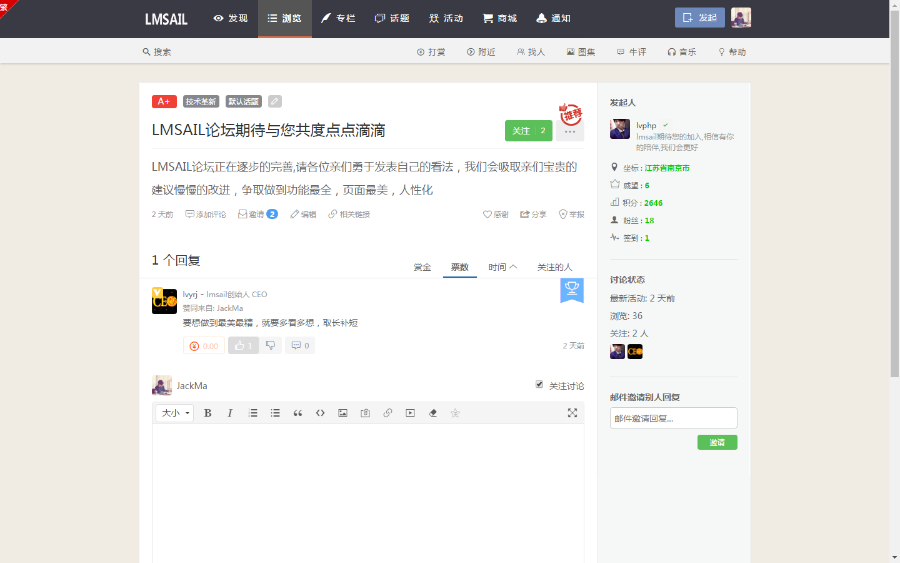 荣
LMSAIL 发现 浏览 专栏 话题 活动 商城 通知 发起
搜索 打赏 附近 找人 图集 牛评 音乐 帮助
A+ 技术革新 默认话题
推荐
LMSAIL论坛期待与您共度点点滴滴
关注 2 ...
LMSAIL论坛正在逐步的完善,请各位亲们勇于发表自己的看法，我们会吸取亲们宝贵的
建议慢慢的改进，争取做到功能最全，页面最美，人性化
2 天前 添加评论 邀请 2 编辑 相关链接 感谢 分享 举报
1 个回复
赏金 票数 时间 关注的人
lvyrj - lmsail创始人 CEO
赞同来自: JackMa
要想做到最美最精，就要多看多想，取长补短
0.00 1 0 2 天前
JackMa 关注讨论
大小 B I
发起人
lvphp
lmsail期待您的加入,相信有你
的陪伴,我们会更好
坐标 : 江苏省南京市
威望 : 6
积分 : 2646
粉丝 : 18
签到 : 1
讨论状态
最新活动: 2 天前
浏览: 36
关注: 2 人
CEO
邮件邀请别人回复
邮件邀请回复...
邀请